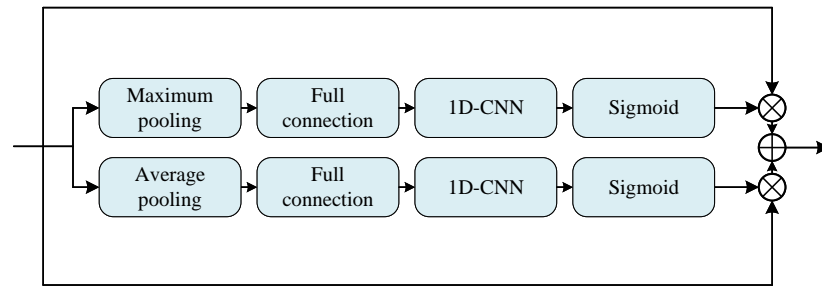 Maximum
pooling
Full
connection
1D-CNN
Sigmoid
Average
pooling
Full
connection
1D-CNN
Sigmoid